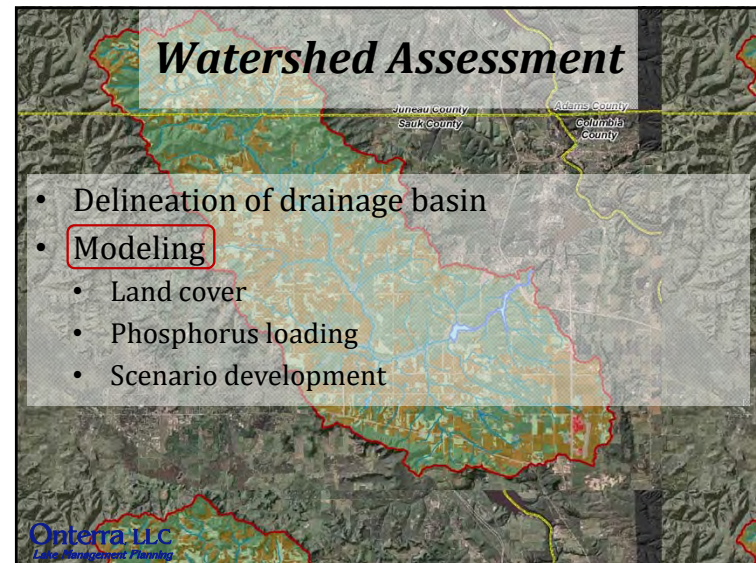 Watershed Assessment
Juneau County
Sauk County
Adams County
Columbia
County
• Delineation of drainage basin
• Modeling
• Land cover
• Phosphorus loading
• Scenario development
Onterra LLC
Lake Management Planning